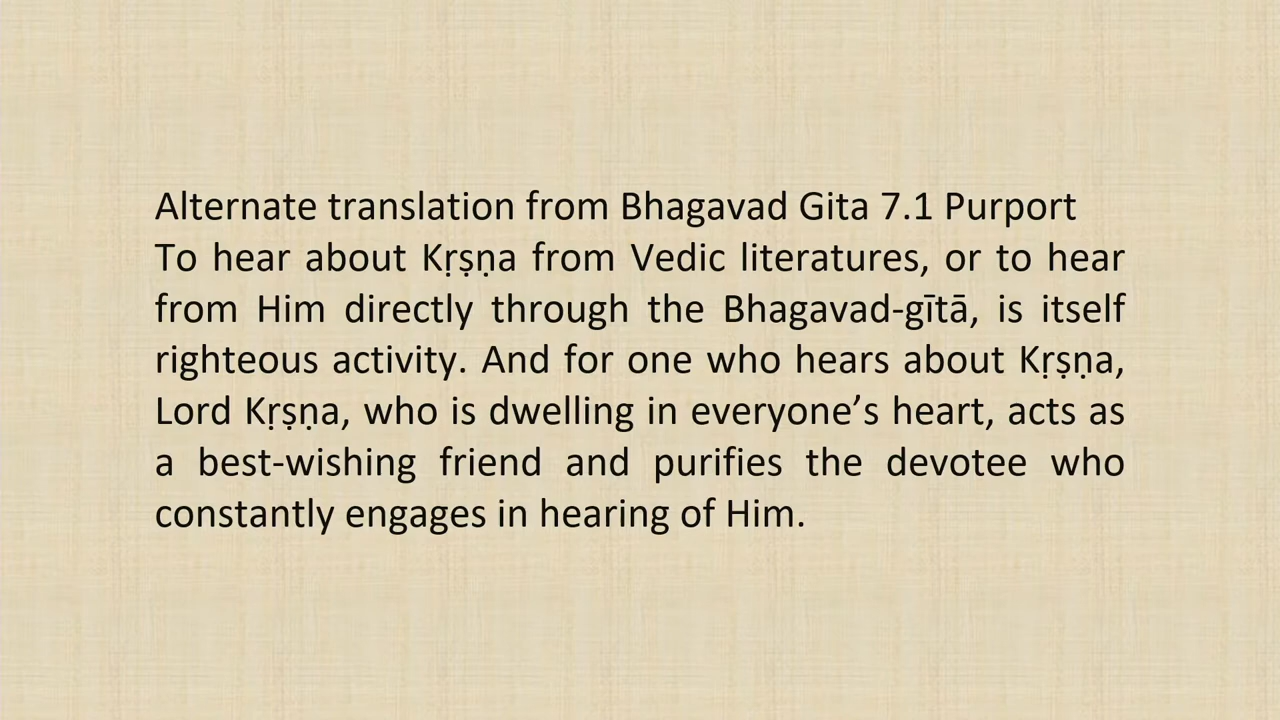 Alternate translation from Bhagavad Gita 7.1 Purport
To hear about Kṛṣṇa from Vedic literatures, or to hear
from Him directly through the Bhagavad-gītā, is itself
righteous activity. And for one who hears about Kṛṣṇa,
Lord Kṛṣṇa, who is dwelling in everyone’s heart, acts as
a best-wishing friend and purifies the devotee who
constantly engages in hearing of Him.